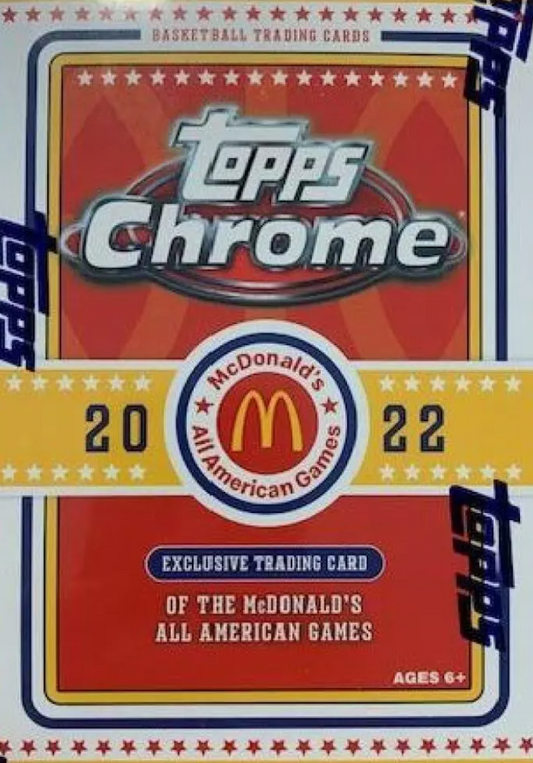 BASKETBALL TRADING CARDS
topps
topps
Chrome
topps
McDonald's
20 22
All American Games
EXCLUSIVE TRADING CARD
topps
OF THE McDONALD'S
ALL AMERICAN GAMES
AGES 6+